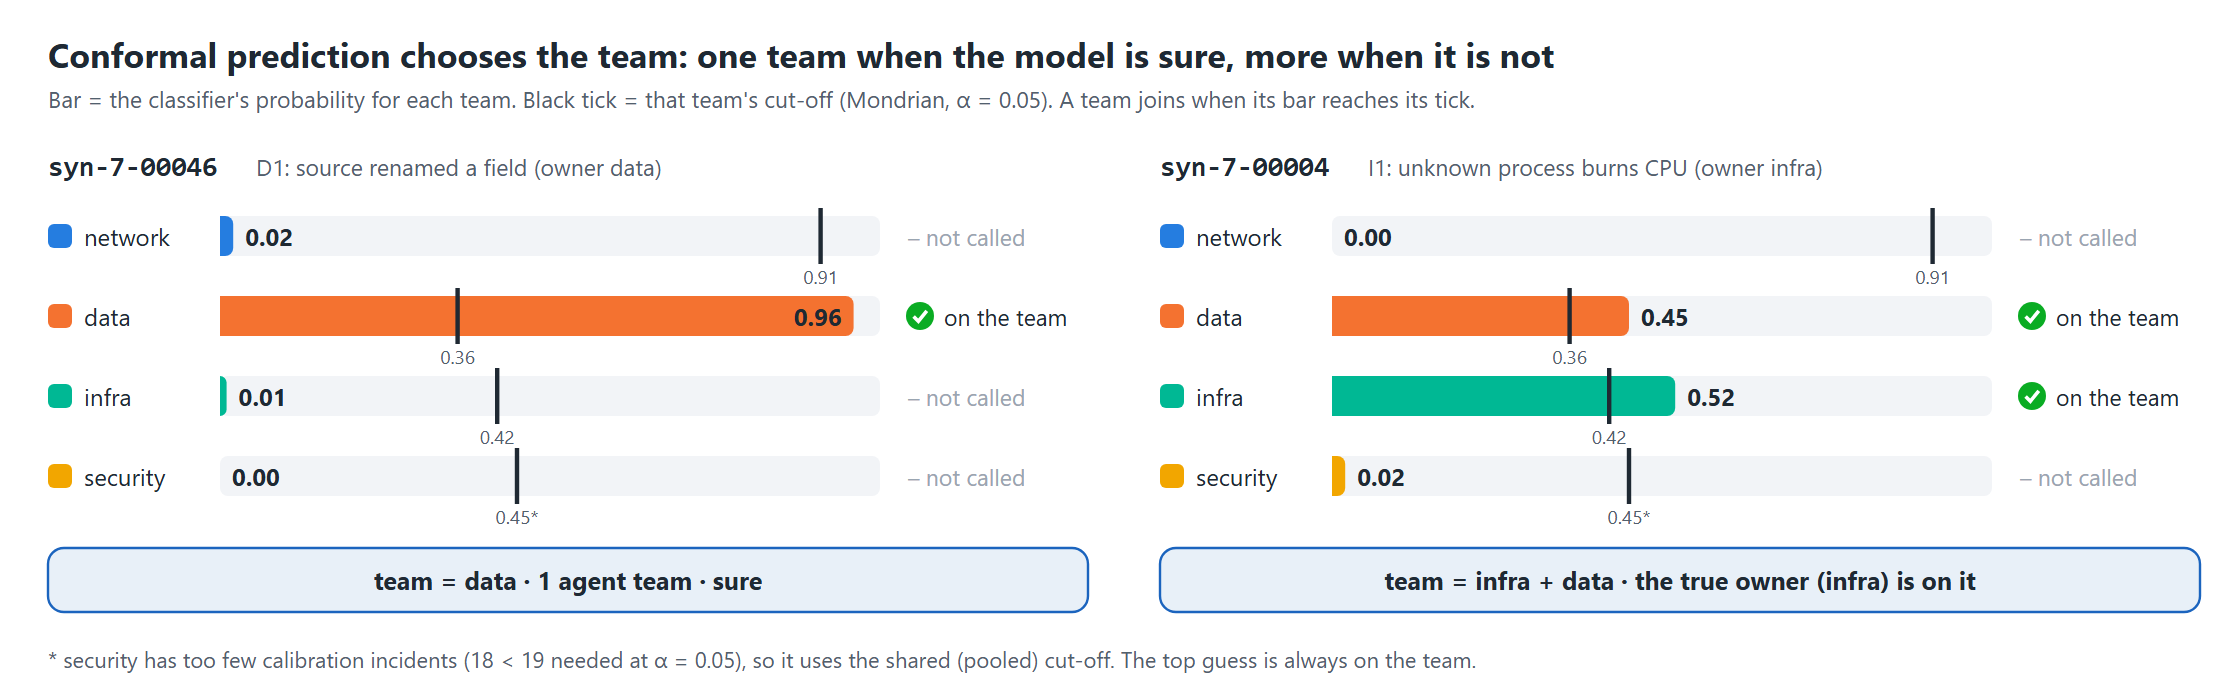 Conformal prediction chooses the team: one team when the model is sure, more when it is not
Bar = the classifier's probability for each team. Black tick = that team's cut-off (Mondrian, α = 0.05). A team joins when its bar reaches its tick.
syn-7-00046 D1: source renamed a field (owner data)
network 0.02 – not called
0.91
data 0.96 on the team
0.36
infra 0.01 – not called
0.42
security 0.00 – not called
0.45*
team = data · 1 agent team · sure
syn-7-00004 I1: unknown process burns CPU (owner infra)
network 0.00 – not called
0.91
data 0.45 on the team
0.36
infra 0.52 on the team
0.42
security 0.02 – not called
0.45*
team = infra + data · the true owner (infra) is on it
* security has too few calibration incidents (18 < 19 needed at α = 0.05), so it uses the shared (pooled) cut-off. The top guess is always on the team.